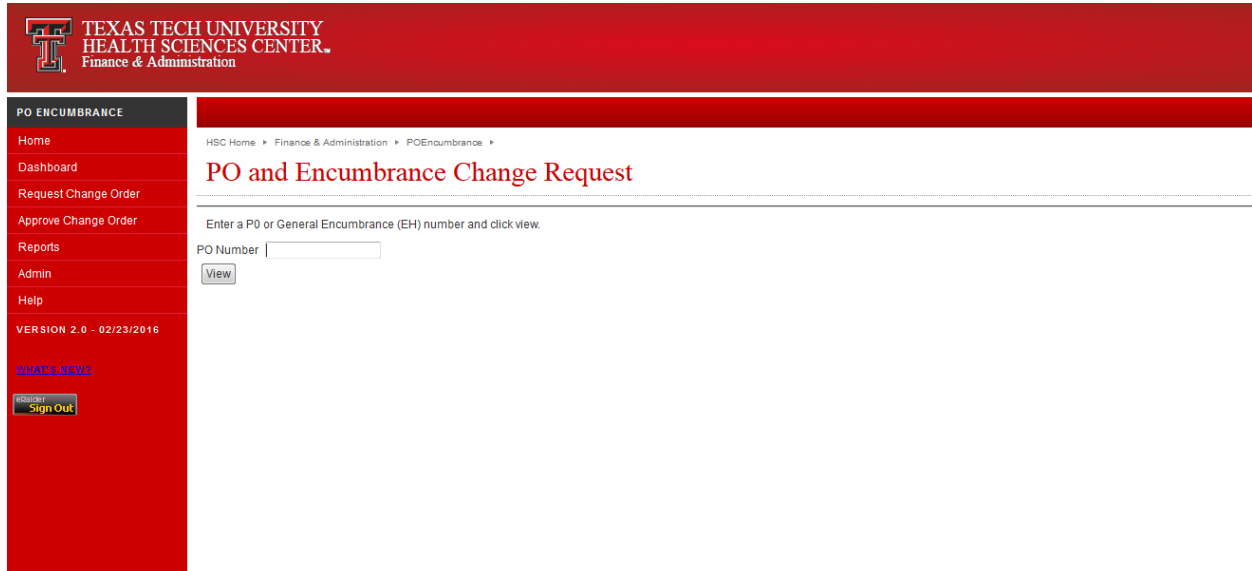 TEXAS TECH UNIVERSITY
HEALTH SCIENCES CENTER™
Finance & Administration
PO ENCUMBRANCE
Home
Dashboard
Request Change Order
Approve Change Order
Reports
Admin
Help
VERSION 2.0 - 02/23/2016
WHAT'S NEW?
eRaider
Sign Out
HSC Home ▸ Finance & Administration ▸ POEncumbrance ▸
PO and Encumbrance Change Request
Enter a P0 or General Encumbrance (EH) number and click view.
PO Number
View